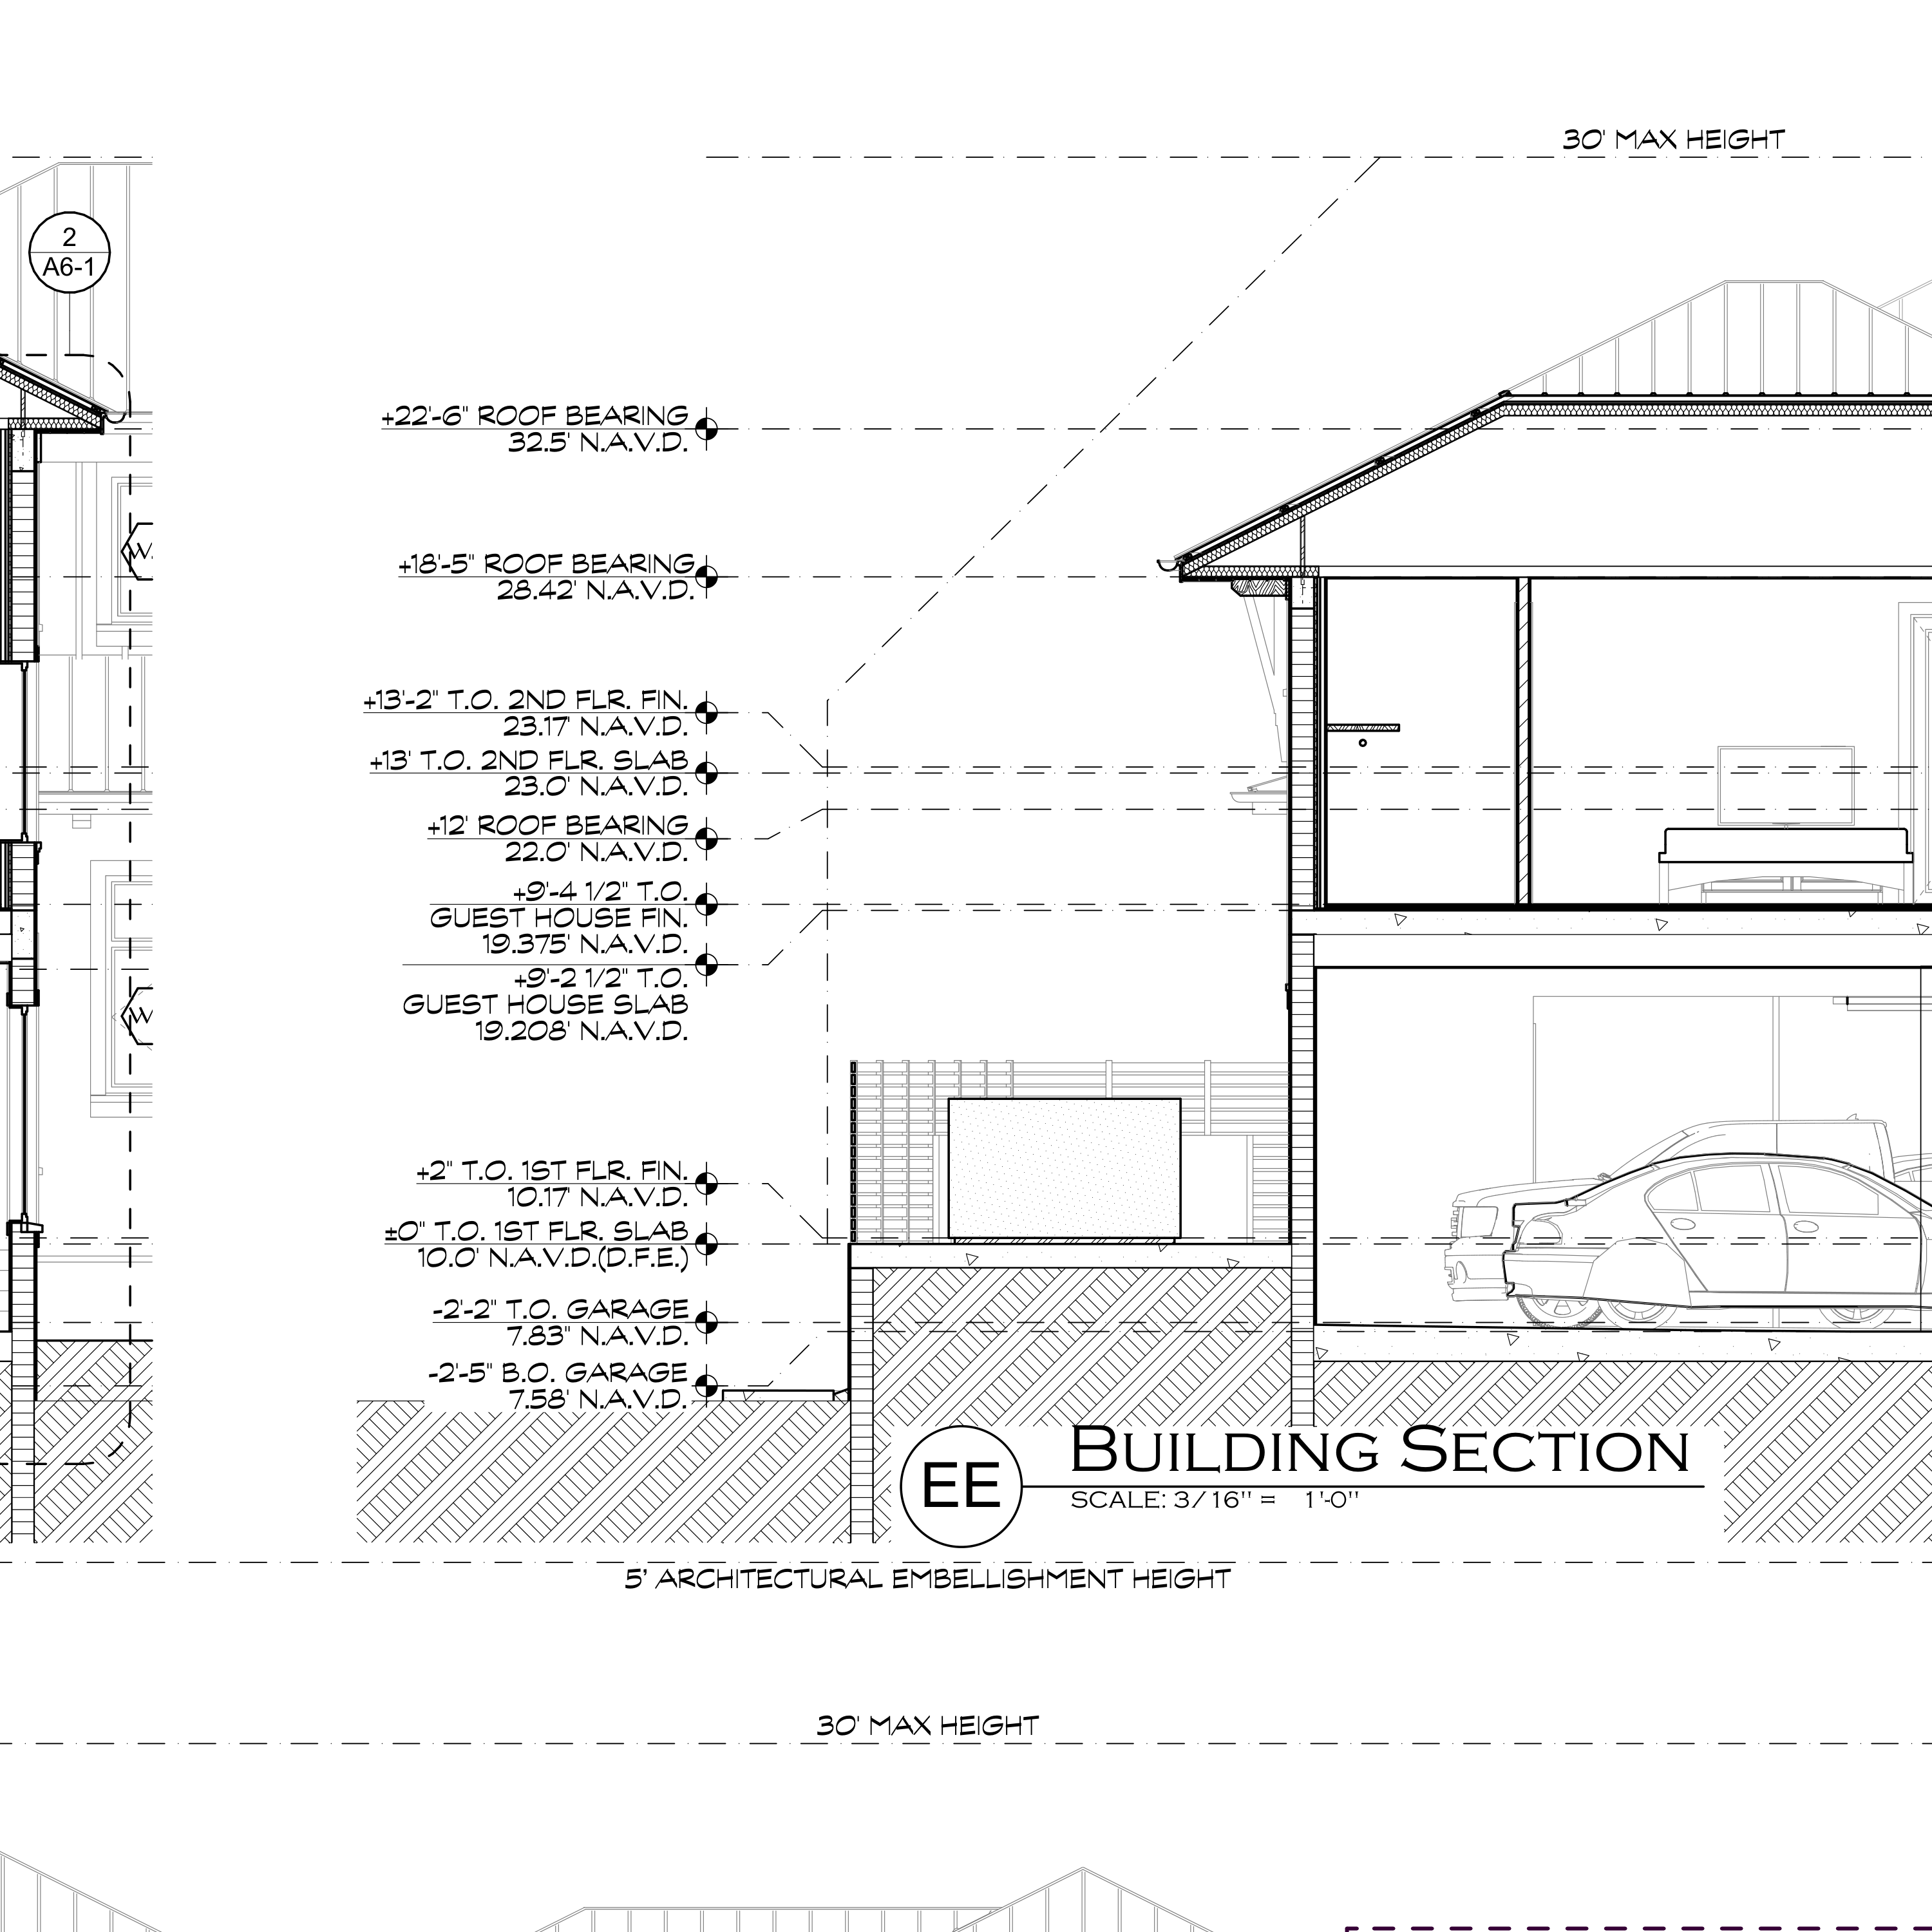 30' MAX HEIGHT
2
A6-1
+22'-6" ROOF BEARING
32.5' N.A.V.D.
+18'-5" ROOF BEARING
28.42' N.A.V.D.
+13'-2" T.O. 2ND FLR. FIN.
23.17' N.A.V.D.
+13' T.O. 2ND FLR. SLAB
23.0' N.A.V.D.
+12' ROOF BEARING
22.0' N.A.V.D.
+9'-4 1/2" T.O.
GUEST HOUSE FIN.
19.375' N.A.V.D.
+9'-2 1/2" T.O.
GUEST HOUSE SLAB
19.208' N.A.V.D.
+2" T.O. 1ST FLR. FIN.
10.17' N.A.V.D.
±0" T.O. 1ST FLR. SLAB
10.0' N.A.V.D.(D.F.E.)
-2'-2" T.O. GARAGE
7.83" N.A.V.D.
-2'-5" B.O. GARAGE
7.58' N.A.V.D.
EE
BUILDING SECTION
SCALE: 3/16" = 1'-0"
5' ARCHITECTURAL EMBELLISHMENT HEIGHT
30' MAX HEIGHT